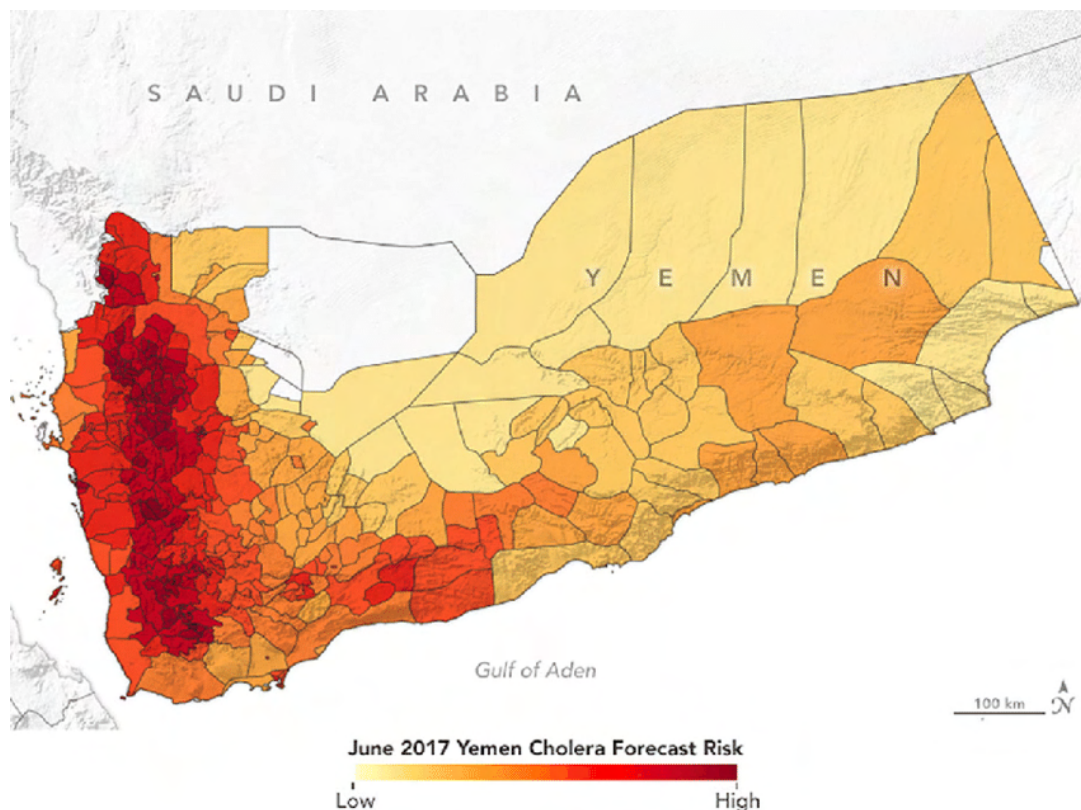 SAUDI ARABIA
YEMEN
Gulf of Aden
100 km
N
June 2017 Yemen Cholera Forecast Risk
Low High